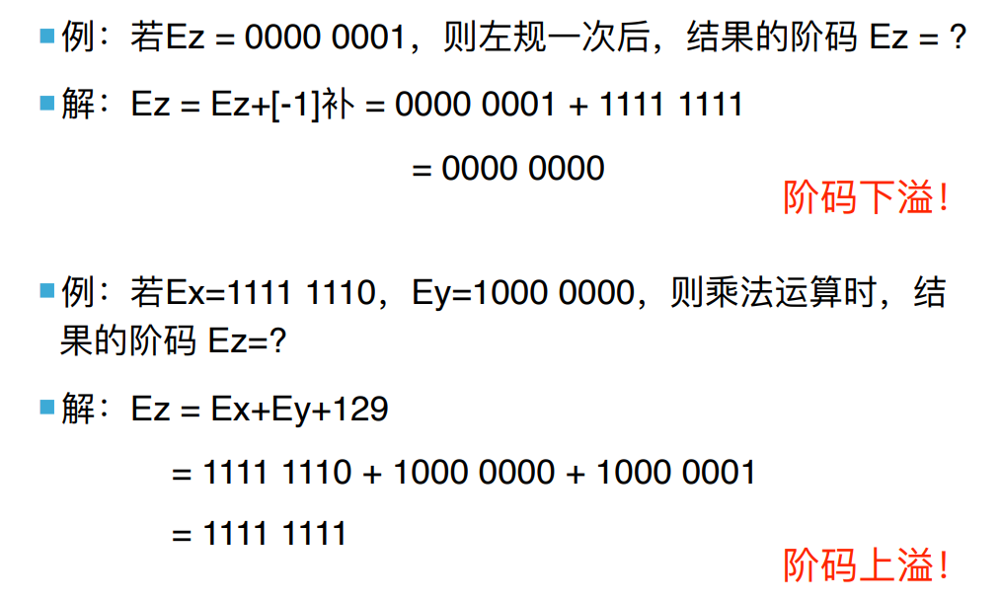 例：若Ez = 0000 0001，则左规一次后，结果的阶码 Ez = ?
解：Ez = Ez+[-1]补 = 0000 0001 + 1111 1111
= 0000 0000
阶码下溢！
例：若Ex=1111 1110，Ey=1000 0000，则乘法运算时，结
果的阶码 Ez=?
解：Ez = Ex+Ey+129
= 1111 1110 + 1000 0000 + 1000 0001
= 1111 1111
阶码上溢！